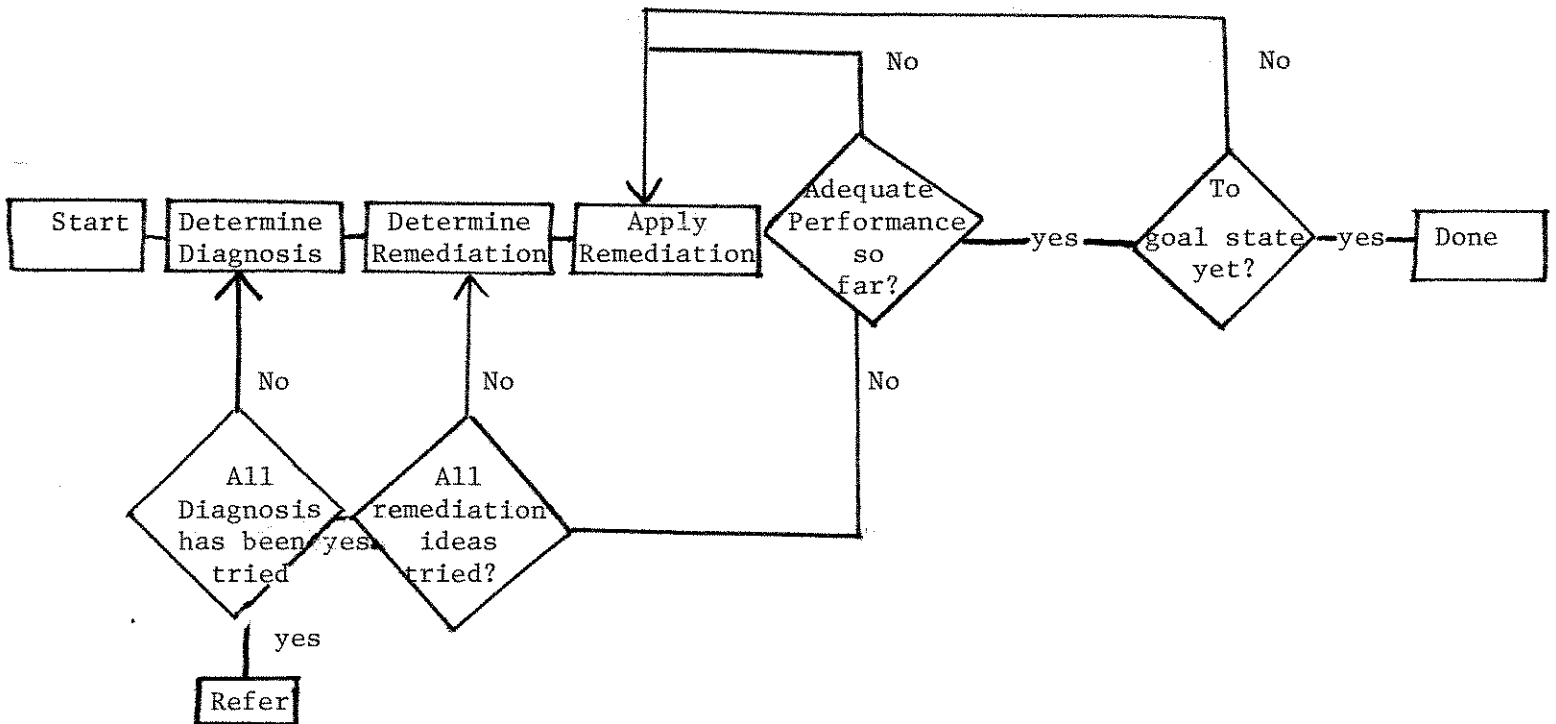 No
No
Start
Determine
Diagnosis
Determine
Remediation
Apply
Remediation
Adequate
Performance
so
far?
yes
To
goal state
yet?
yes
Done
No
No
No
All
Diagnosis
has been
tried
yes
All
remediation
ideas
tried?
yes
Refer